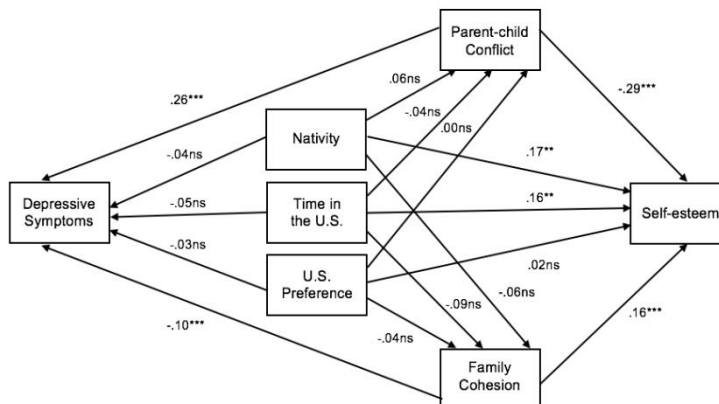 Parent-child
Conflict
.06ns
.26***
-.04ns
-.29***
.00ns
Nativity
-.04ns
.17**
Depressive
Symptoms
-.05ns
Time in
the U.S.
.16**
Self-esteem
-.03ns
.02ns
U.S.
Preference
-.09ns
-.06ns
-.10***
-.04ns
.16***
Family
Cohesion